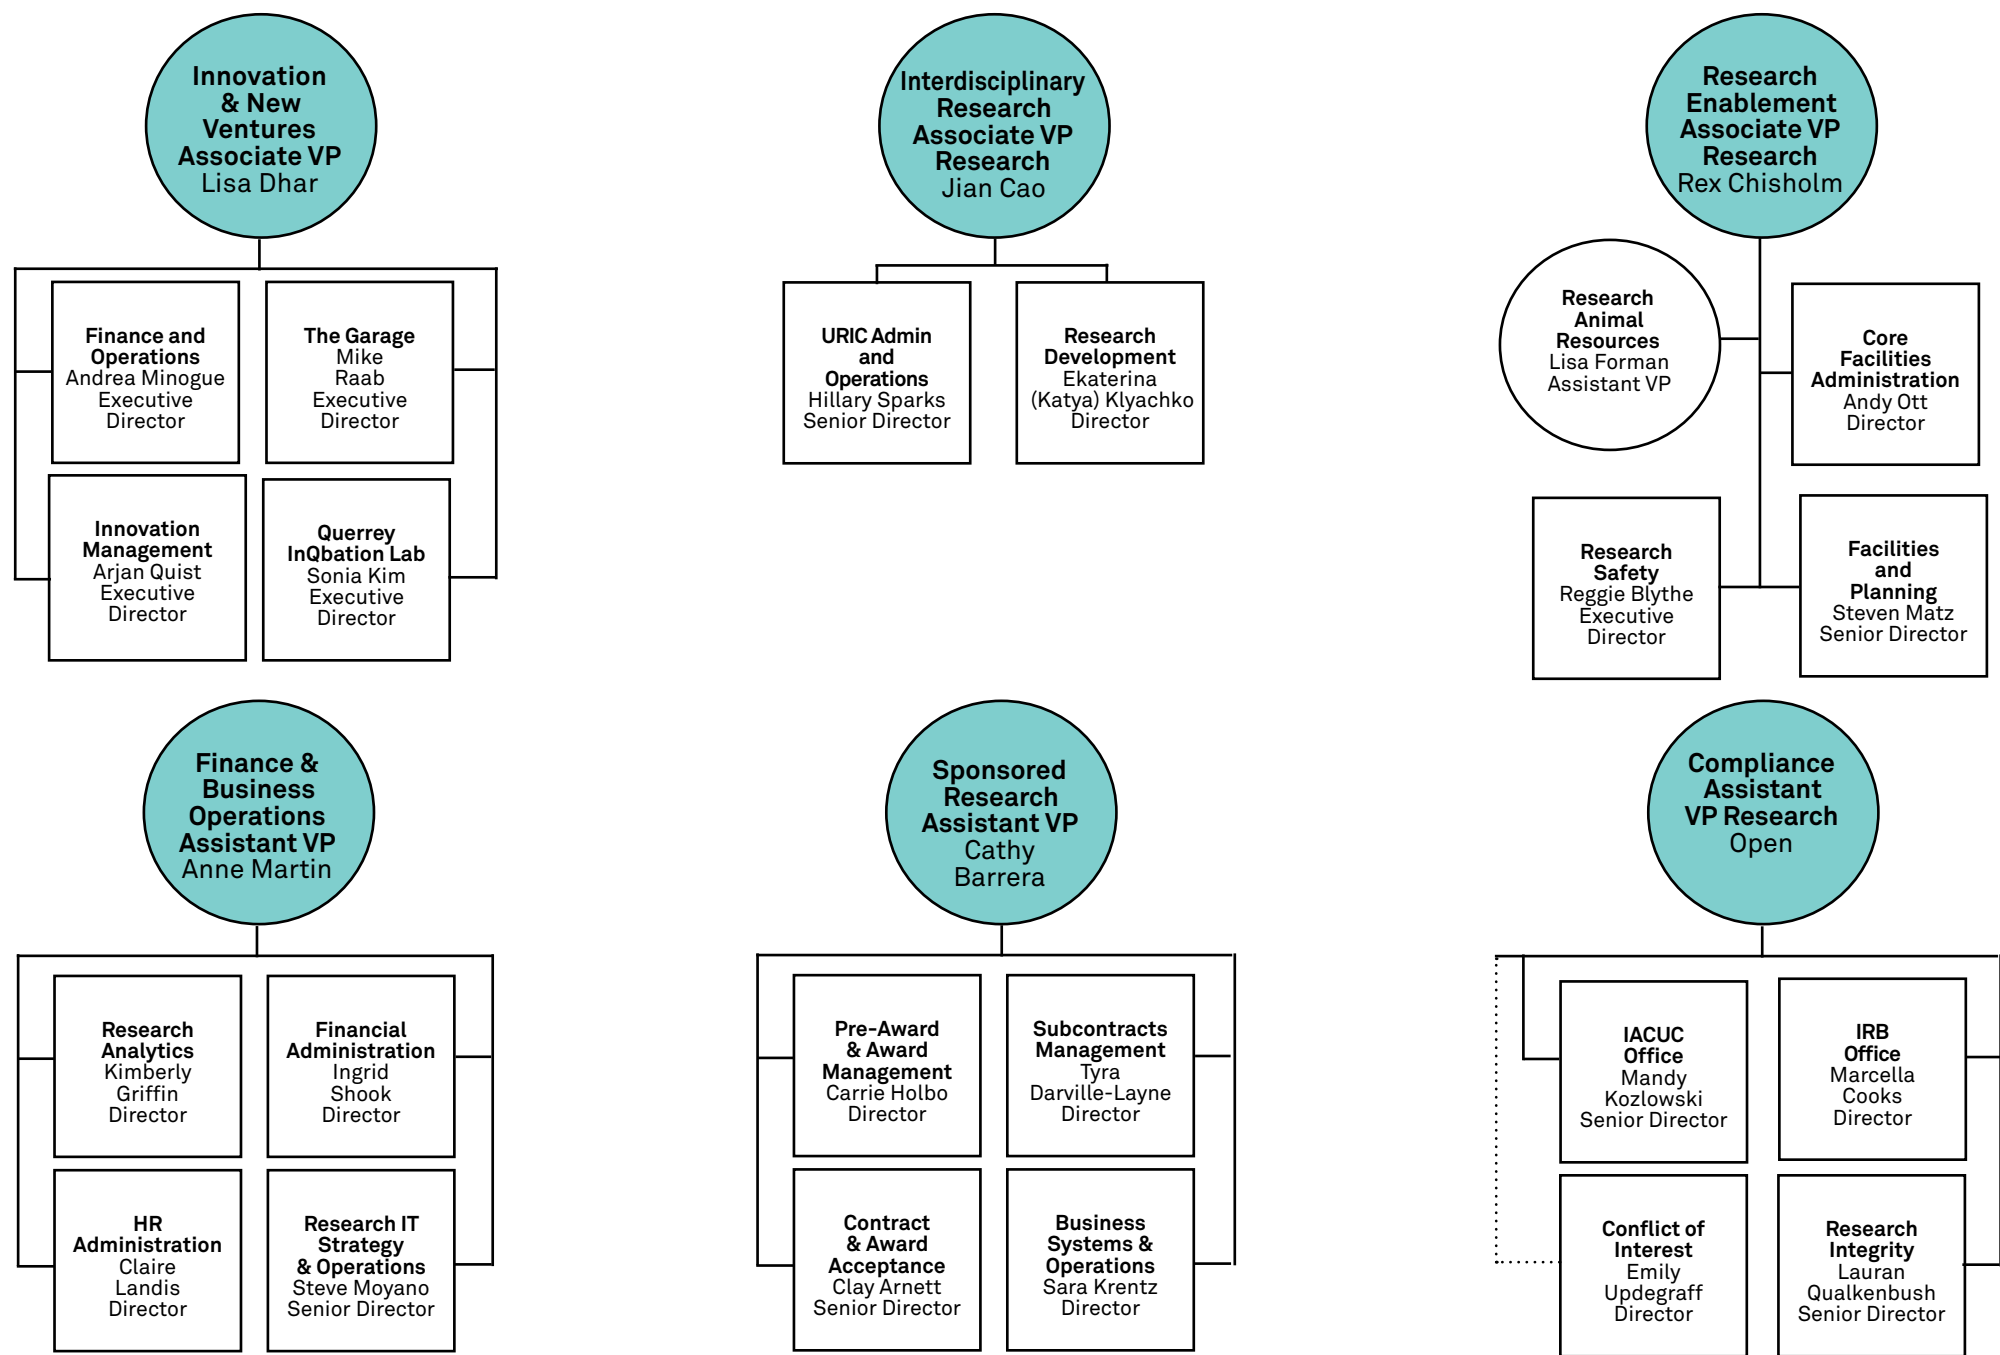 Innovation
& New
Ventures
Associate VP
Lisa Dhar
Interdisciplinary
Research
Associate VP
Research
Jian Cao
Research
Enablement
Associate VP
Research
Rex Chisholm
Finance and
Operations
Andrea Minogue
Executive
Director
The Garage
Mike
Raab
Executive
Director
Innovation
Management
Arjan Quist
Executive
Director
Querrey
InQbation Lab
Sonia Kim
Executive
Director
URIC Admin
and
Operations
Hillary Sparks
Senior Director
Research
Development
Ekaterina
(Katya) Klyachko
Director
Research
Animal
Resources
Lisa Forman
Assistant VP
Core
Facilities
Administration
Andy Ott
Director
Research
Safety
Reggie Blythe
Executive
Director
Facilities
and
Planning
Steven Matz
Senior Director
Finance &
Business
Operations
Assistant VP
Anne Martin
Sponsored
Research
Assistant VP
Cathy
Barrera
Compliance
Assistant
VP Research
Open
Research
Analytics
Kimberly
Griffin
Director
Financial
Administration
Ingrid
Shook
Director
HR
Administration
Claire
Landis
Director
Research IT
Strategy
& Operations
Steve Moyano
Senior Director
Pre-Award
& Award
Management
Carrie Holbo
Director
Subcontracts
Management
Tyra
Darville-Layne
Director
Contract
& Award
Acceptance
Clay Arnett
Senior Director
Business
Systems &
Operations
Sara Krentz
Director
IACUC
Office
Mandy
Kozlowski
Senior Director
IRB
Office
Marcella
Cooks
Director
Conflict of
Interest
Emily
Updegraff
Director
Research
Integrity
Lauran
Qualkenbush
Senior Director